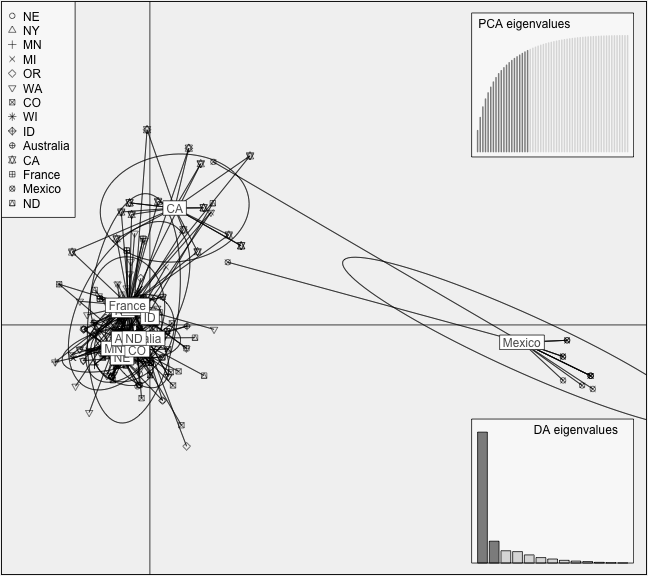 NE
NY
MN
MI
OR
WA
CO
WI
ID
Australia
CA
France
Mexico
ND
PCA eigenvalues
CA
France
ID
ND
MN
CO
NE
Mexico
DA eigenvalues